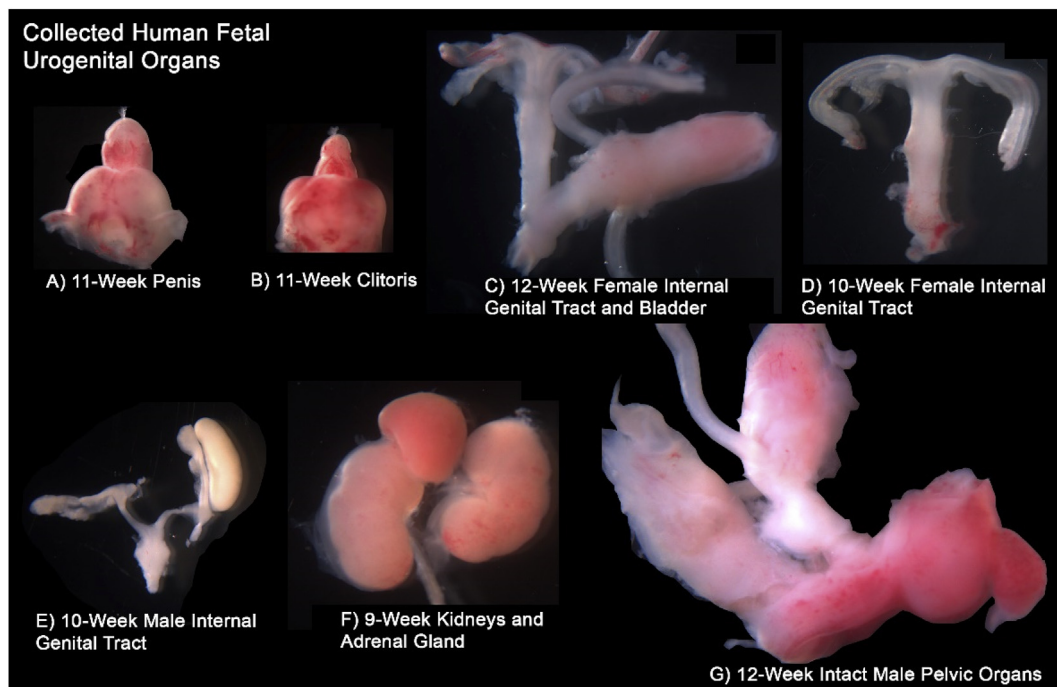 Collected Human Fetal
Urogenital Organs
A) 11-Week Penis
B) 11-Week Clitoris
C) 12-Week Female Internal
Genital Tract and Bladder
D) 10-Week Female Internal
Genital Tract
E) 10-Week Male Internal
Genital Tract
F) 9-Week Kidneys and
Adrenal Gland
G) 12-Week Intact Male Pelvic Organs